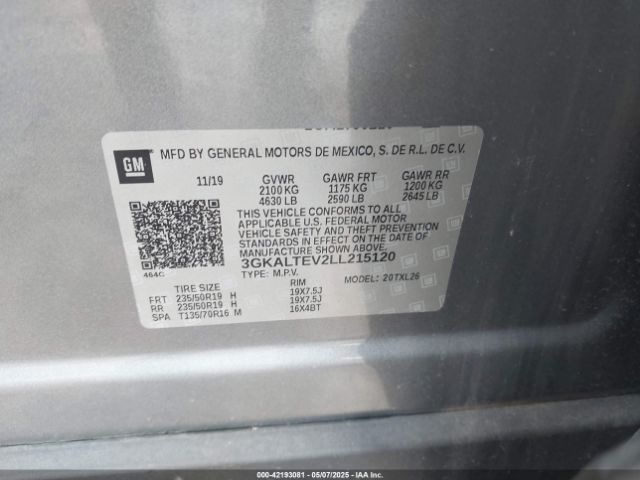 GM
MFD BY GENERAL MOTORS DE MEXICO, S. DE R.L. DE C.V.
11/19 GVWR GAWR FRT GAWR RR
2100 KG 1175 KG 1200 KG
4630 LB 2590 LB 2645 LB
THIS VEHICLE CONFORMS TO ALL
APPLICABLE U.S. FEDERAL MOTOR
VEHICLE SAFETY AND THEFT PREVENTION
STANDARDS IN EFFECT ON THE DATE OF
MANUFACTURE SHOWN ABOVE.
3GKALTEV2LL215120
464C TYPE: M.P.V. MODEL: 20TXL26
TIRE SIZE RIM
FRT 235/50R19 H 19X7.5J
RR 235/50R19 H 19X7.5J
SPA T135/70R16 M 16X4BT
000-42193081 - 05/07/2025 - IAAI.com